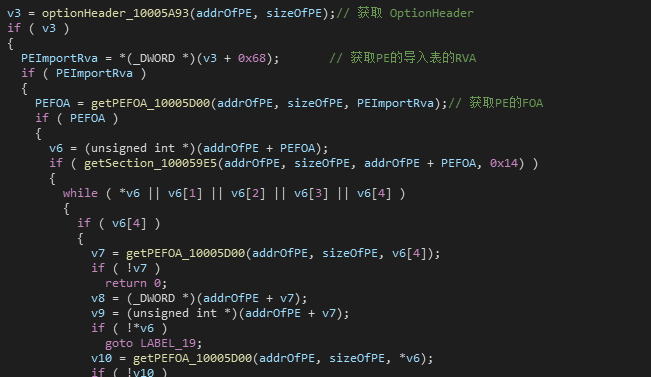 v3 = optionHeader_10005A93(addrOfPE, sizeOfPE);// 获取 OptionHeader
if ( v3 )
{
  PEImportRva = *(_DWORD *)(v3 + 0x68);       // 获取PE的导入表的RVA
  if ( PEImportRva )
  {
    PEFOA = getPEFOA_10005D00(addrOfPE, sizeOfPE, PEImportRva);// 获取PE的FOA
    if ( PEFOA )
    {
      v6 = (unsigned int *)(addrOfPE + PEFOA);
      if ( getSection_100059E5(addrOfPE, sizeOfPE, addrOfPE + PEFOA, 0x14) )
      {
        while ( *v6 || v6[1] || v6[2] || v6[3] || v6[4] )
        {
          if ( v6[4] )
          {
            v7 = getPEFOA_10005D00(addrOfPE, sizeOfPE, v6[4]);
            if ( !v7 )
              return 0;
            v8 = (_DWORD *)(addrOfPE + v7);
            v9 = (unsigned int *)(addrOfPE + v7);
            if ( !*v6 )
              goto LABEL_19;
            v10 = getPEFOA_10005D00(addrOfPE, sizeOfPE, *v6);
            if ( !v10 )